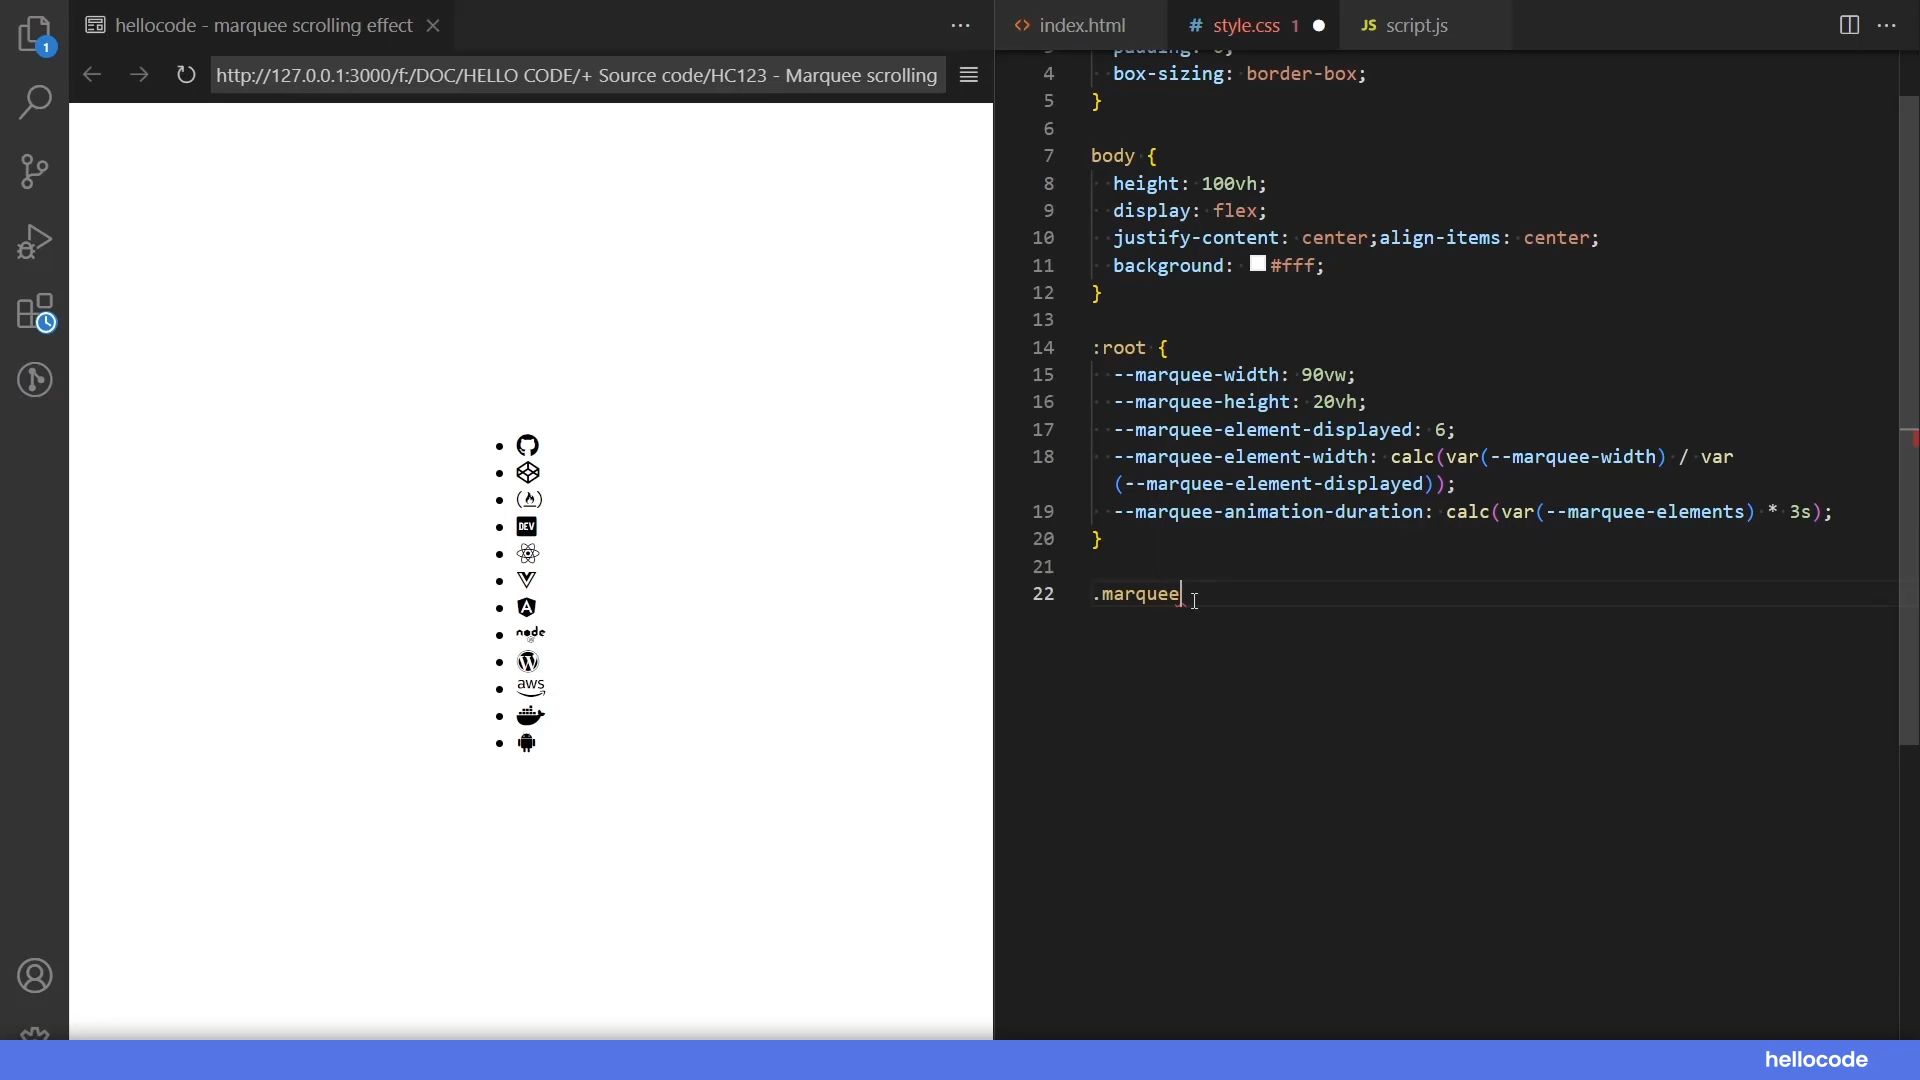 1
hellocode - marquee scrolling effect
http://127.0.0.1:3000/f:/DOC/HELLO CODE/+ Source code/HC123 - Marquee scrolling
DEV
node
JS
aws
index.html
# style.css 1
JS script.js
3 padding: 0;
4 box-sizing: border-box;
5 }
6
7 body {
8 height: 100vh;
9 display: flex;
10 justify-content: center;align-items: center;
11 background: #fff;
12 }
13
14 :root {
15 --marquee-width: 90vw;
16 --marquee-height: 20vh;
17 --marquee-element-displayed: 6;
18 --marquee-element-width: calc(var(--marquee-width) / var
(--marquee-element-displayed));
19 --marquee-animation-duration: calc(var(--marquee-elements) * 3s);
20 }
21
22 .marquee
hellocode